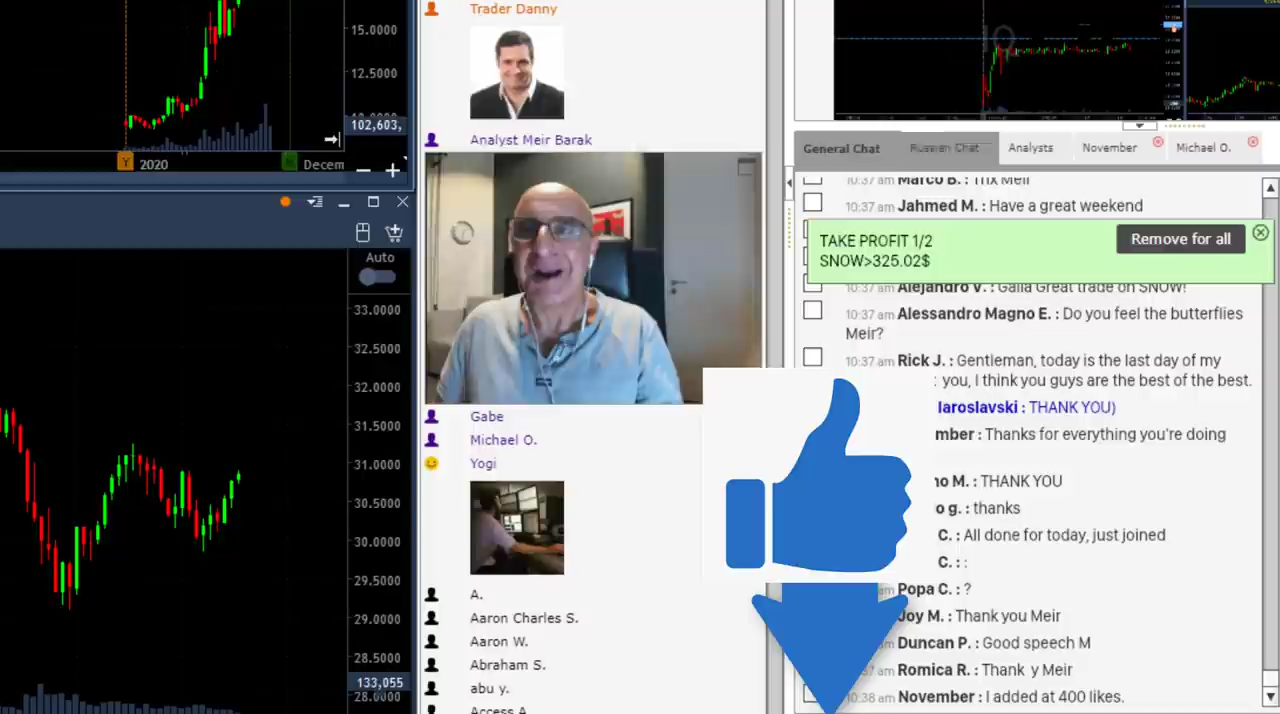 15.0000
12.5000
102,603,
Y
2020
Decem
Auto
33.0000
32.5000
32.0000
31.5000
31.0000
30.5000
30.0000
29.5000
29.0000
28.5000
133,055
28.0000
Trader Danny
Analyst Meir Barak
Gabe
Michael O.
Yogi
A.
Aaron Charles S.
Aaron W.
Abraham S.
abu y.
Access A.
General Chat
Russian Chat
Analysts
November
Michael O.
10:37 am Marco B. : Thx Meir
10:37 am Jahmed M. : Have a great weekend
TAKE PROFIT 1/2
SNOW>325.02$
Remove for all
Alejandro V. : Galia Great trade on SNOW!
10:37 am Alessandro Magno E. : Do you feel the butterflies
Meir?
10:37 am Rick J. : Gentleman, today is the last day of my
: you, I think you guys are the best of the best.
Iaroslavski : THANK YOU)
mber : Thanks for everything you're doing
no M. : THANK YOU
o g. : thanks
C. : All done for today, just joined
C. : :
am Popa C. : ?
Joy M. : Thank you Meir
am Duncan P. : Good speech M
am Romica R. : Thank y Meir
10:38 am November : I added at 400 likes.